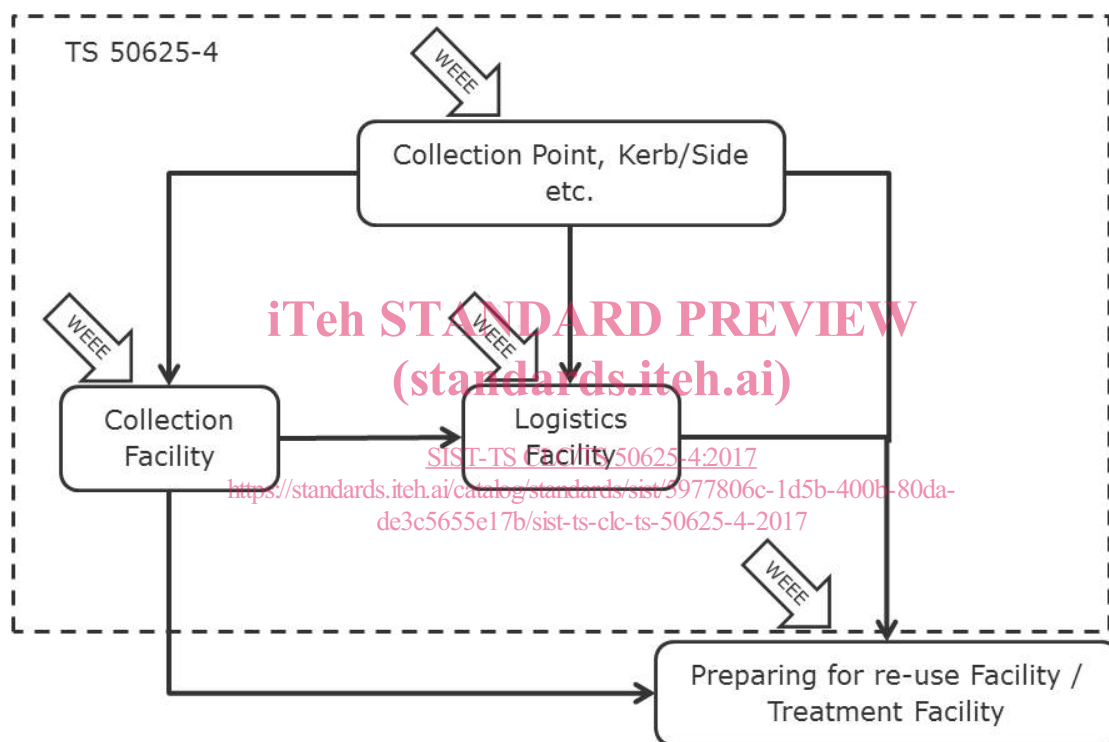 TS 50625-4
WEEE
Collection Point, Kerb/Side
etc.
iTeh STANDARD PREVIEW
WEEE
WEEE
(standards.iteh.ai)
Collection
Facility
Logistics
Facility
SIST-TS CLC/TS 50625-4:2017
https://standards.iteh.ai/catalog/standards/sist/5977806c-1d5b-400b-80da-
de3c5655e17b/sist-ts-clc-ts-50625-4-2017
WEEE
Preparing for re-use Facility /
Treatment Facility